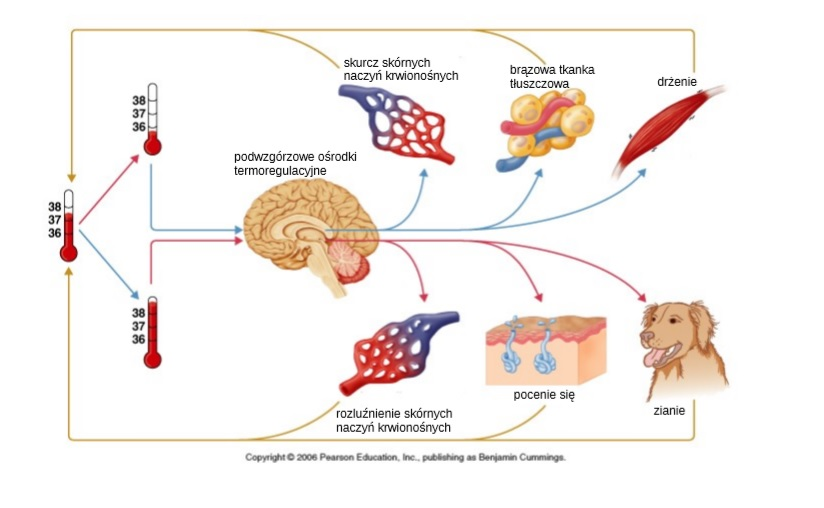 skurcz skórnych
naczyń krwionośnych
brązowa tkanka
tłuszczowa
drżenie
38
37
36
podwzgórzowe ośrodki
termoregulacyjne
38
37
36
38
37
36
rozluźnienie skórnych
naczyń krwionośnych
pocenie się
zianie
Copyright © 2006 Pearson Education, Inc., publishing as Benjamin Cummings.